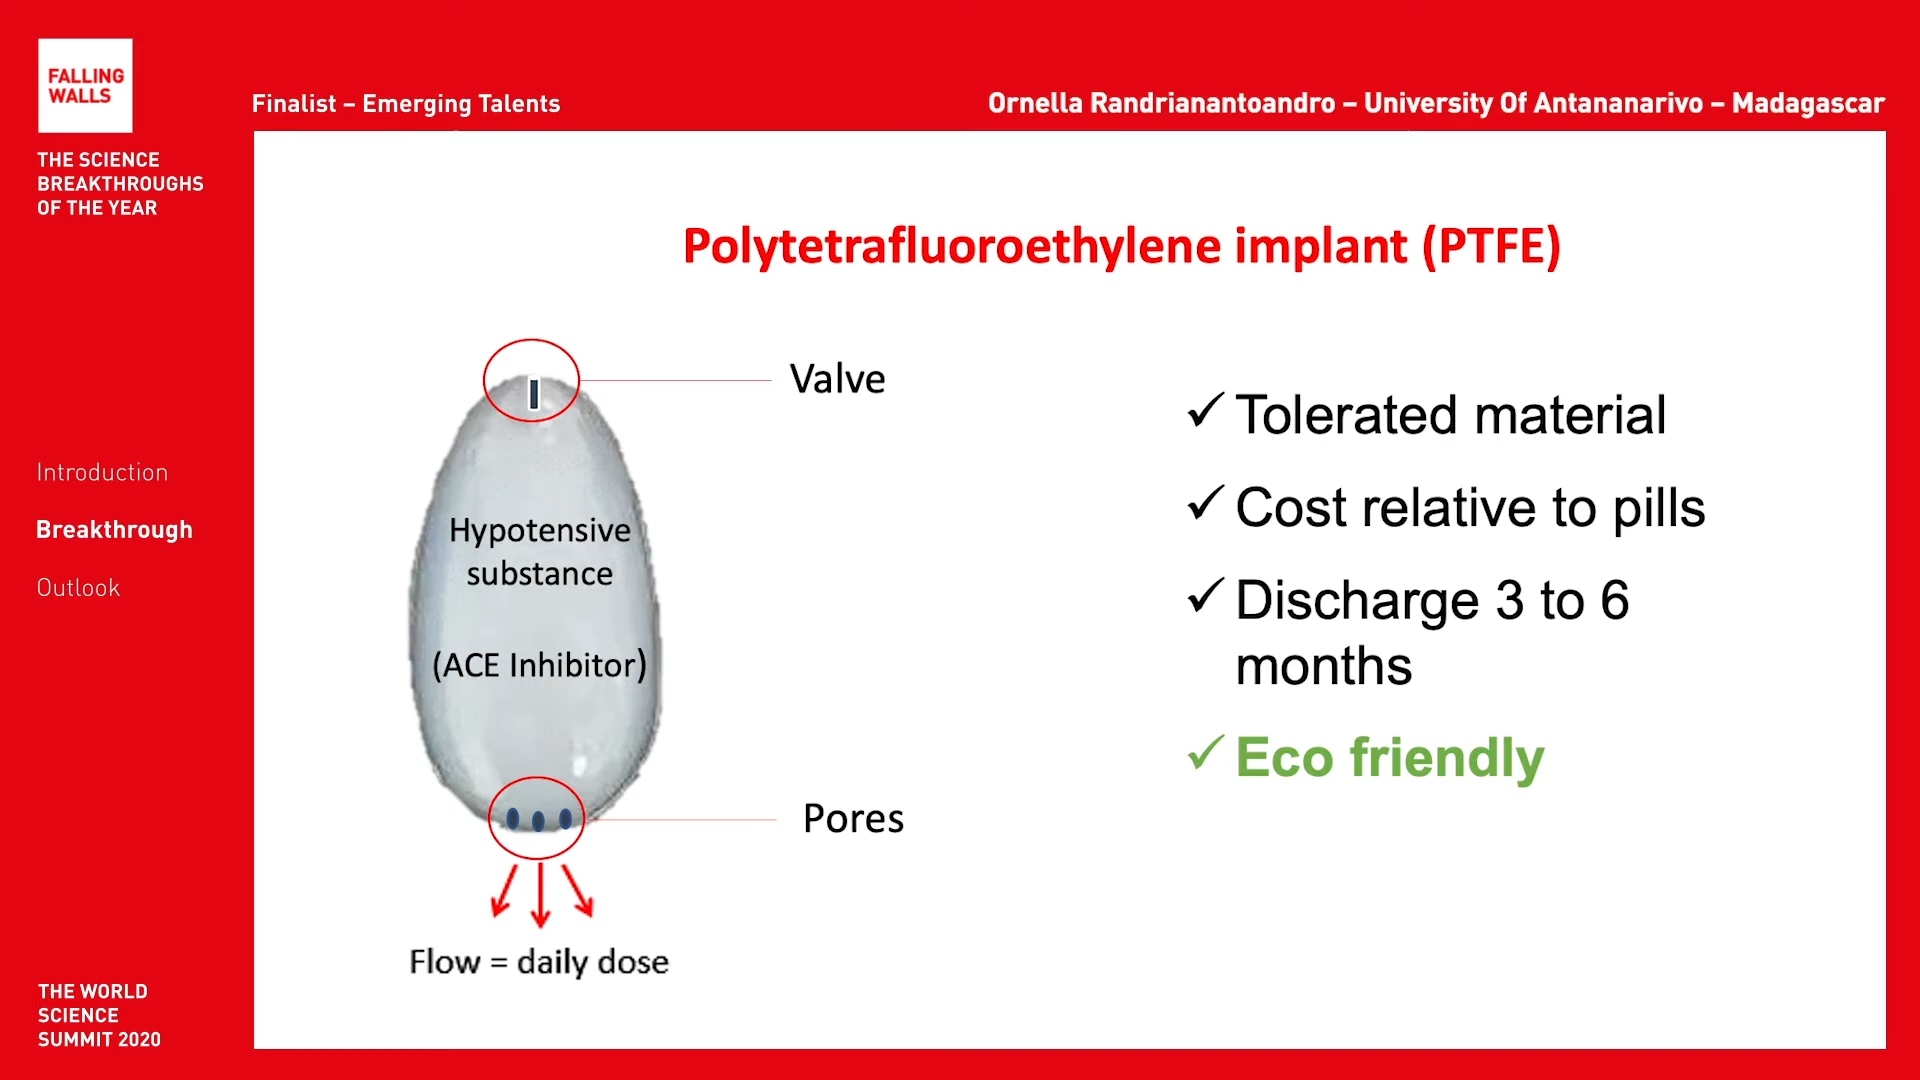 FALLING
WALLS
THE SCIENCE
BREAKTHROUGHS
OF THE YEAR
Finalist – Emerging Talents
Ornella Randrianantoandro – University Of Antananarivo – Madagascar
Introduction
Breakthrough
Outlook
THE WORLD
SCIENCE
SUMMIT 2020
Polytetrafluoroethylene implant (PTFE)
Valve
Hypotensive
substance
(ACE Inhibitor)
Pores
Flow = daily dose
✓ Tolerated material
✓ Cost relative to pills
✓ Discharge 3 to 6
months
✓ Eco friendly